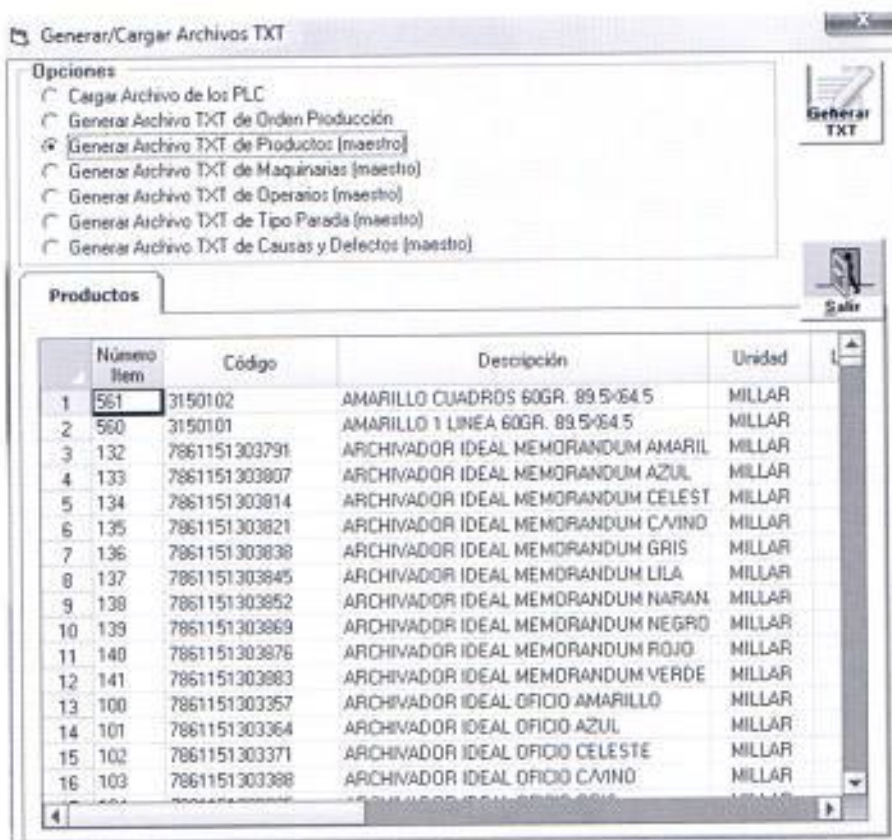 Generar/Cargar Archivos TXT
Opciones
Cargar Archivo de los PLC
Generar Archivo TXT de Orden Producción
Generar Archivo TXT de Productos (maestro)
Generar Archivo TXT de Maquinarias (maestro)
Generar Archivo TXT de Operarios (maestro)
Generar Archivo TXT de Tipo Parada (maestro)
Generar Archivo TXT de Causas y Defectos (maestro)
Generar
TXT
Salir
Productos
Número Item Código Descripción Unidad
1 561 3150102 AMARILLO CUADROS 60GR. 89.5X64.5 MILLAR
2 560 3150101 AMARILLO 1 LINEA 60GR. 89.5X64.5 MILLAR
3 132 7861151303791 ARCHIVADOR IDEAL MEMORANDUM AMARIL MILLAR
4 133 7861151303807 ARCHIVADOR IDEAL MEMORANDUM AZUL MILLAR
5 134 7861151303814 ARCHIVADOR IDEAL MEMORANDUM CELEST MILLAR
6 135 7861151303821 ARCHIVADOR IDEAL MEMORANDUM C/VINO MILLAR
7 136 7861151303838 ARCHIVADOR IDEAL MEMORANDUM GRIS MILLAR
8 137 7861151303845 ARCHIVADOR IDEAL MEMORANDUM LILA MILLAR
9 138 7861151303852 ARCHIVADOR IDEAL MEMORANDUM NARAN MILLAR
10 139 7861151303869 ARCHIVADOR IDEAL MEMORANDUM NEGRO MILLAR
11 140 7861151303876 ARCHIVADOR IDEAL MEMORANDUM ROJO MILLAR
12 141 7861151303883 ARCHIVADOR IDEAL MEMORANDUM VERDE MILLAR
13 100 7861151303357 ARCHIVADOR IDEAL OFICIO AMARILLO MILLAR
14 101 7861151303364 ARCHIVADOR IDEAL OFICIO AZUL MILLAR
15 102 7861151303371 ARCHIVADOR IDEAL OFICIO CELESTE MILLAR
16 103 7861151303388 ARCHIVADOR IDEAL OFICIO C/VINO MILLAR